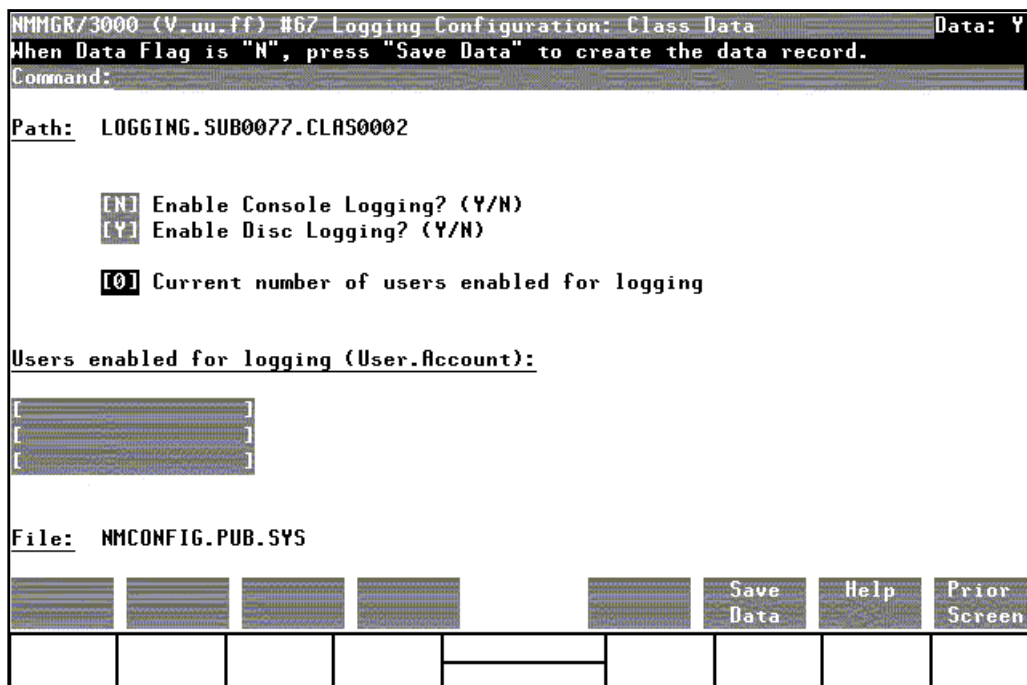 NMMGR/3000 (V.uu.ff) #67 Logging Configuration: Class Data Data: Y
When Data Flag is "N", press "Save Data" to create the data record.
Command:
Path: LOGGING.SUB0077.CLAS0002
[N] Enable Console Logging? (Y/N)
[Y] Enable Disc Logging? (Y/N)
[0] Current number of users enabled for logging
Users enabled for logging (User.Account):
[ ]
[ ]
[ ]
File: NMCONFIG.PUB.SYS
Save Data
Help
Prior Screen